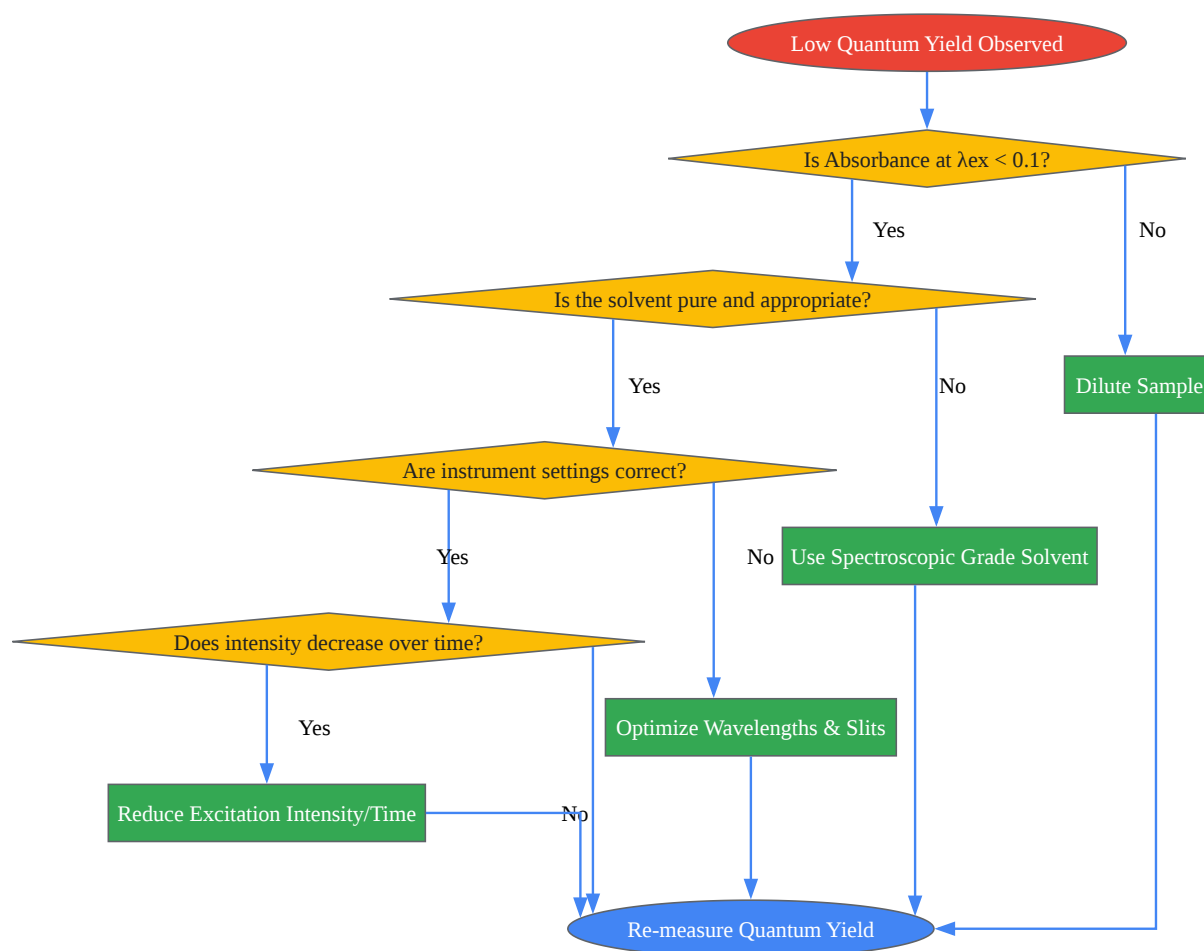 Low Quantum Yield Observed
Is Absorbance at λex < 0.1?
Yes
No
Is the solvent pure and appropriate?
Yes
No
Dilute Sample
Are instrument settings correct?
Yes
No
Use Spectroscopic Grade Solvent
Does intensity decrease over time?
Yes
Optimize Wavelengths & Slits
Reduce Excitation Intensity/Time
No
Re-measure Quantum Yield